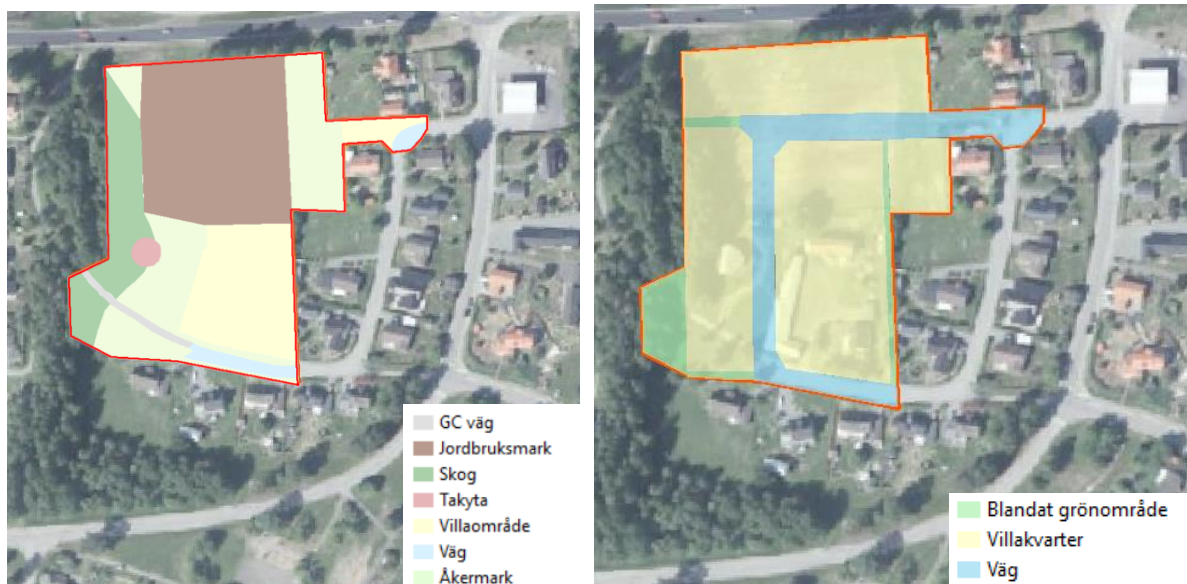 GC väg
Jordbruksmark
Skog
Takyta
Villaområde
Väg
Åkermark
Blandat grönområde
Villakvarter
Väg